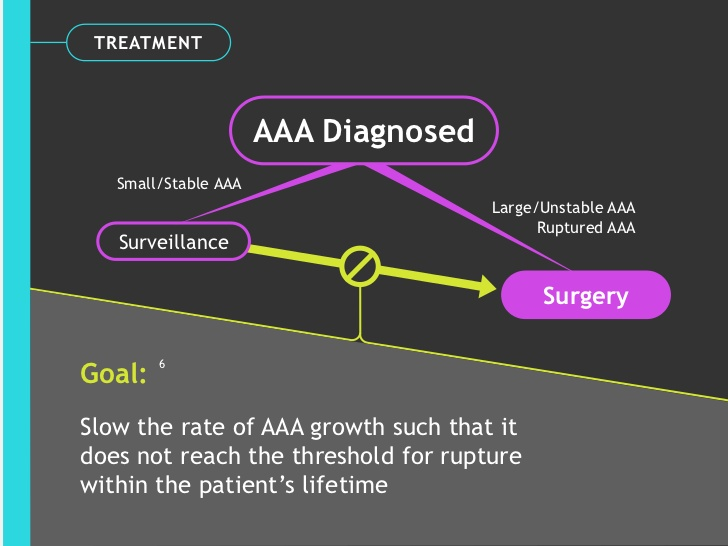 TREATMENT
AAA Diagnosed
Small/Stable AAA
Large/Unstable AAA
Ruptured AAA
Surveillance
Surgery
Goal: 6
Slow the rate of AAA growth such that it
does not reach the threshold for rupture
within the patient’s lifetime